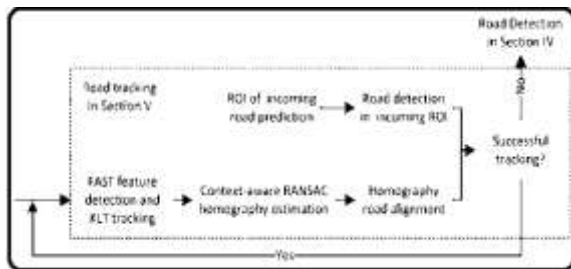 Road Detection
in Section IV
No
Road tracking
in Section V
ROI of incoming
road prediction
Road detection
in incoming ROI
Successful
tracking?
FAST feature
detection and
KLT tracking
Context-aware RANSAC
homography estimation
Homography
road alignment
Yes